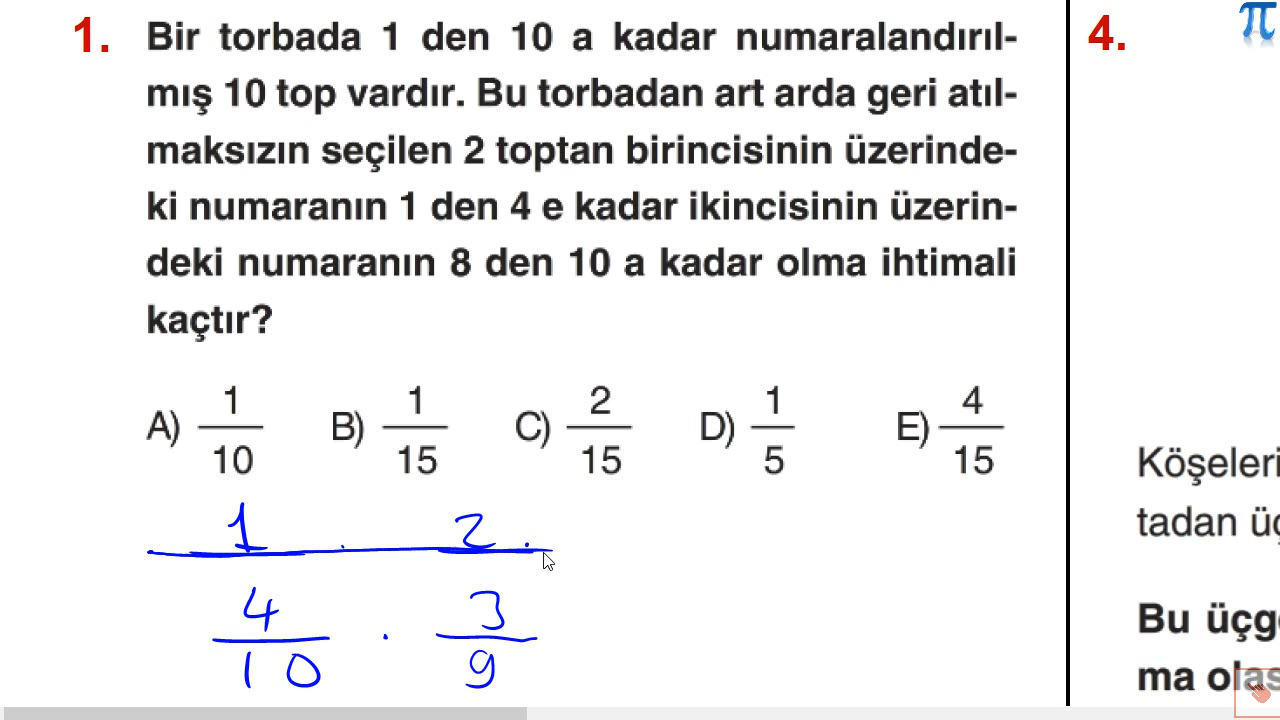 1. Bir torbada 1 den 10 a kadar numaralandırıl-
mış 10 top vardır. Bu torbadan art arda geri atıl-
maksızın seçilen 2 toptan birincisinin üzerinde-
ki numaranın 1 den 4 e kadar ikincisinin üzerin-
deki numaranın 8 den 10 a kadar olma ihtimali
kaçtır?
A) 1/10 B) 1/15 C) 2/15 D) 1/5 E) 4/15
1. 2.
4/10 . 3/9
4.
π
Köşeleri
tadan üç
Bu üçge
ma olas